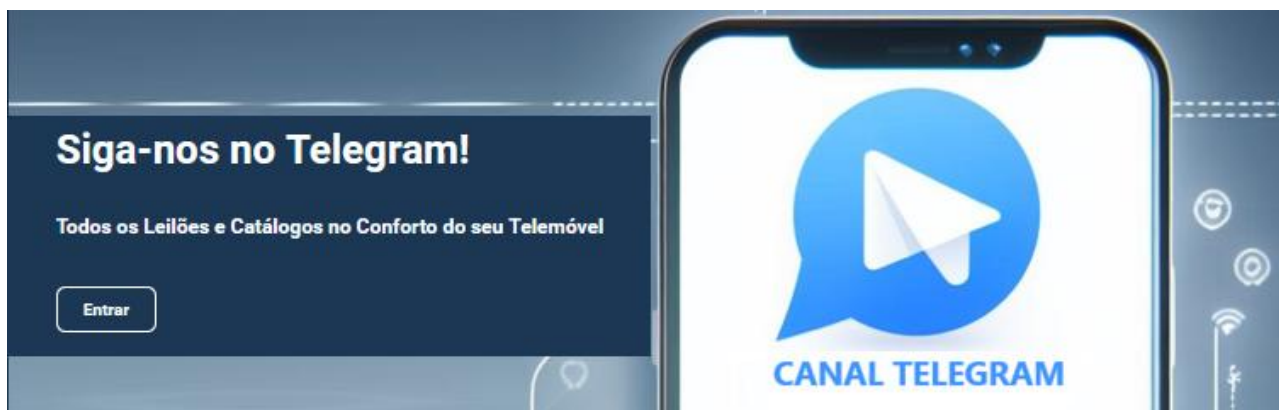 Siga-nos no Telegram!
Todos os Leilões e Catálogos no Conforto do seu Telemóvel
Entrar
CANAL TELEGRAM